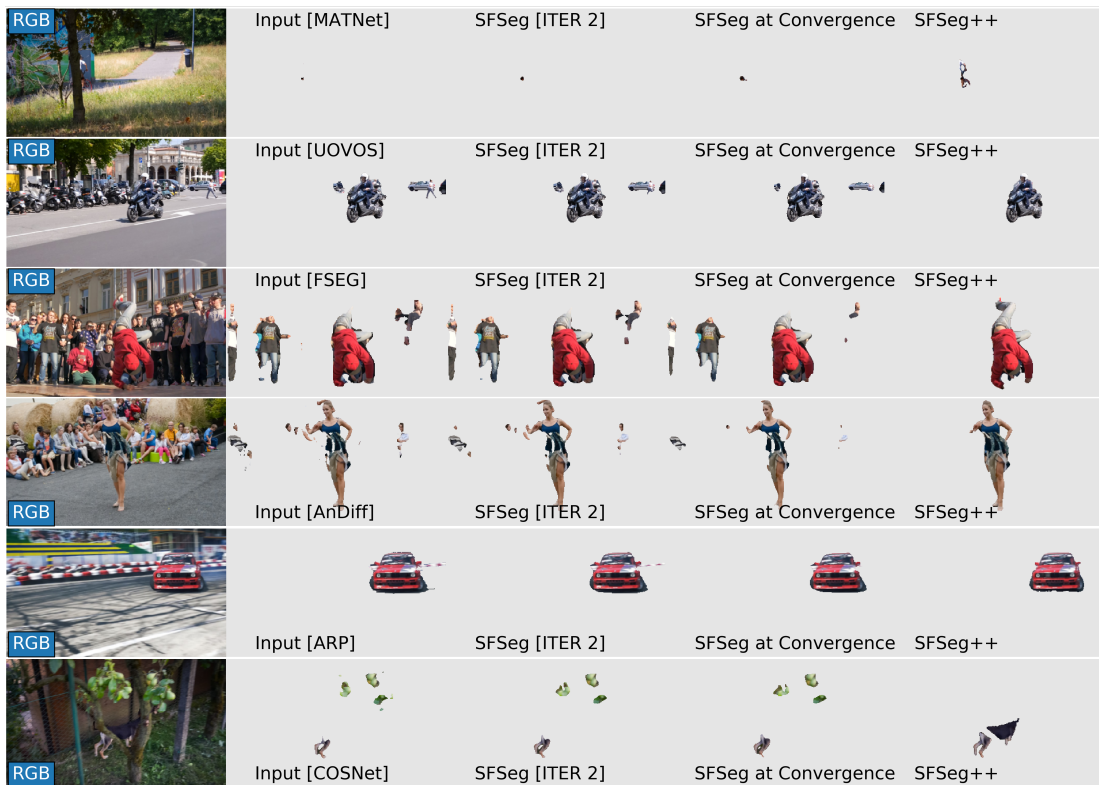 RGB Input [MATNet] SFSeg [ITER 2] SFSeg at Convergence SFSeg++
RGB Input [UOVOS] SFSeg [ITER 2] SFSeg at Convergence SFSeg++
RGB Input [FSEG] SFSeg [ITER 2] SFSeg at Convergence SFSeg++
RGB Input [AnDiff] SFSeg [ITER 2] SFSeg at Convergence SFSeg++
RGB Input [ARP] SFSeg [ITER 2] SFSeg at Convergence SFSeg++
RGB Input [COSNet] SFSeg [ITER 2] SFSeg at Convergence SFSeg++